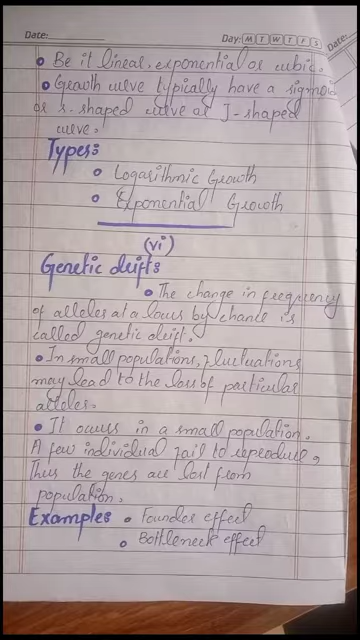 Date:
Day: M T W T F S
Date:
• Be it lineal, exponential or cubic.
• Growth curve typically have a sigmoid
or s-shaped curve or J-shaped
curve.
Types:
• Logarithmic Growth
• Exponential Growth
(vi)
Genetic drift:
• The change in frequency
of alleles at a locus by chance is
called genetic drift.
• In small populations, fluctuations
may lead to the loss of particular
alleles.
• It occurs in a small population.
A few individual fail to reproduce,
Thus the genes are lost from
population.
Examples • Founder effect
• Bottleneck effect